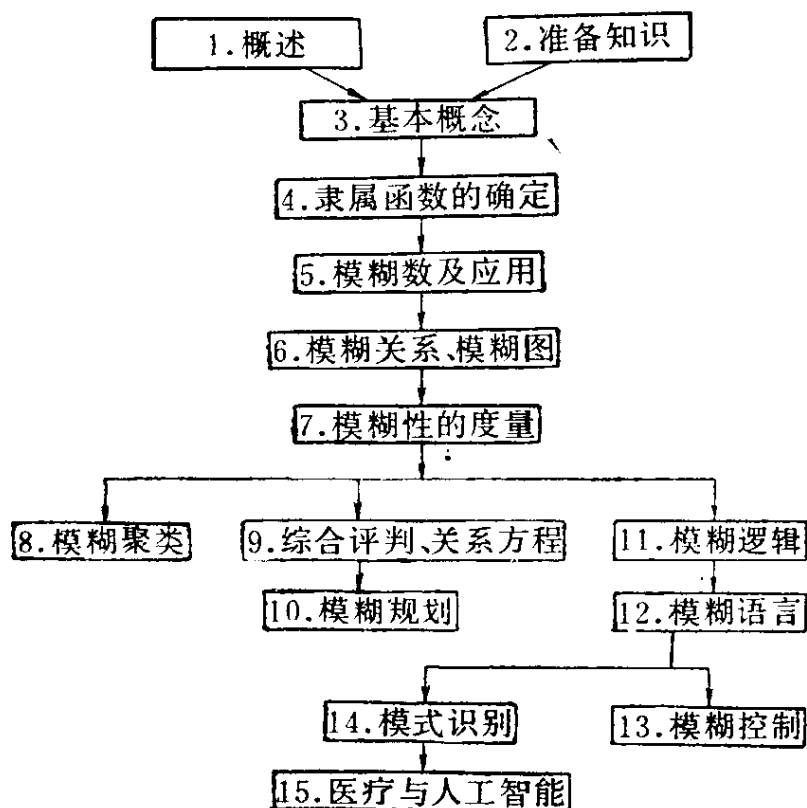 1.概述
2.准备知识
3.基本概念
4.隶属函数的确定
5.模糊数及应用
6.模糊关系、模糊图
7.模糊性的度量
8.模糊聚类
9.综合评判、关系方程
11.模糊逻辑
10.模糊规划
12.模糊语言
14.模式识别
13.模糊控制
15.医疗与人工智能